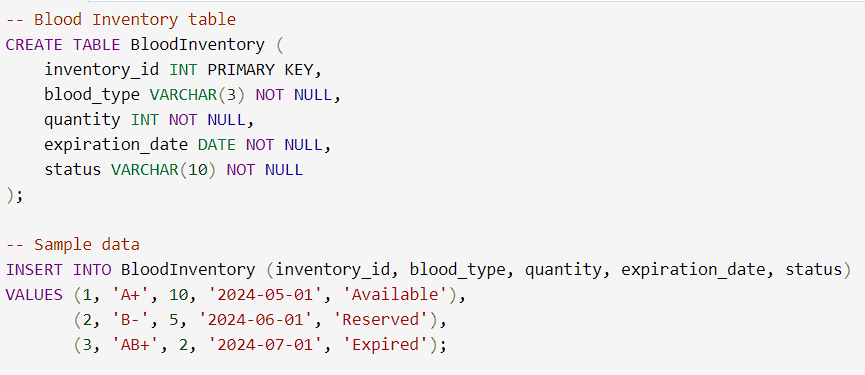 -- Blood Inventory table
CREATE TABLE BloodInventory (
    inventory_id INT PRIMARY KEY,
    blood_type VARCHAR(3) NOT NULL,
    quantity INT NOT NULL,
    expiration_date DATE NOT NULL,
    status VARCHAR(10) NOT NULL
);

-- Sample data
INSERT INTO BloodInventory (inventory_id, blood_type, quantity, expiration_date, status)
VALUES (1, 'A+', 10, '2024-05-01', 'Available'),
       (2, 'B-', 5, '2024-06-01', 'Reserved'),
       (3, 'AB+', 2, '2024-07-01', 'Expired');